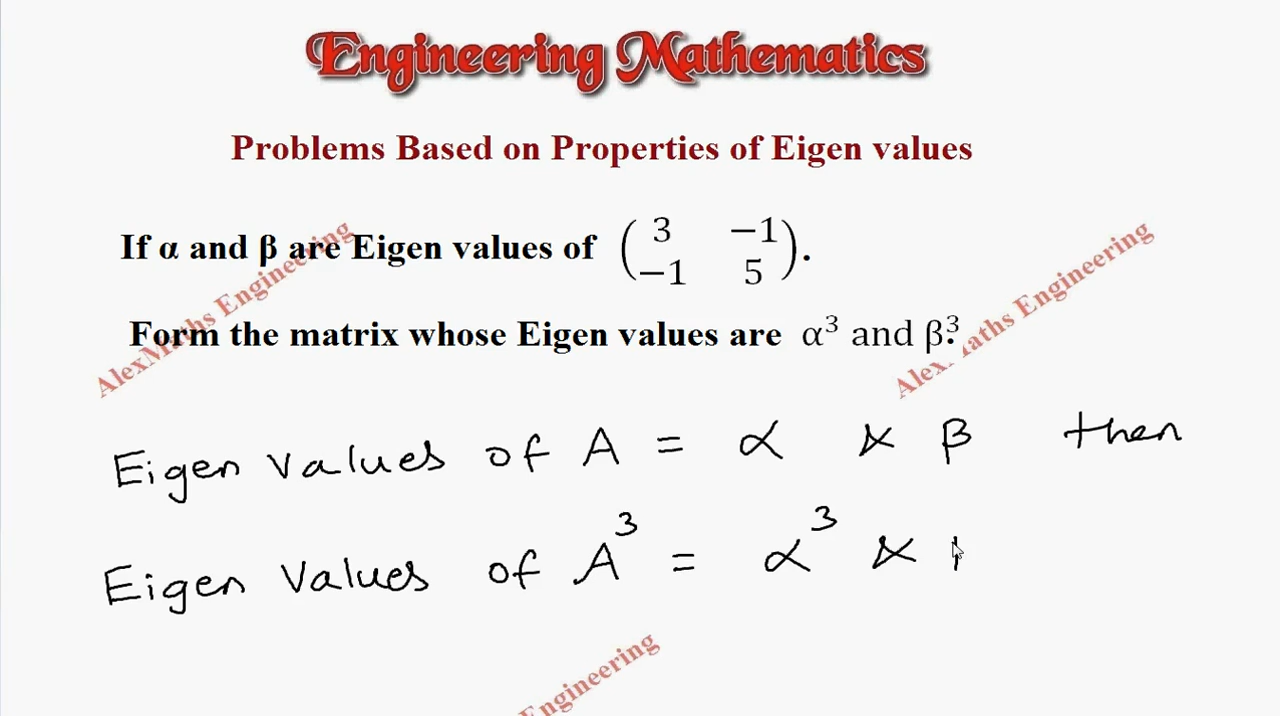 Engineering Mathematics
Problems Based on Properties of Eigen values
If α and β are Eigen values of (3 −1
−1 5).
Form the matrix whose Eigen values are α³ and β³.
AlexMaths Engineering
AlexMaths Engineering
Eigen values of A = α & β then
Eigen values of A³ = α³ &
Engineering